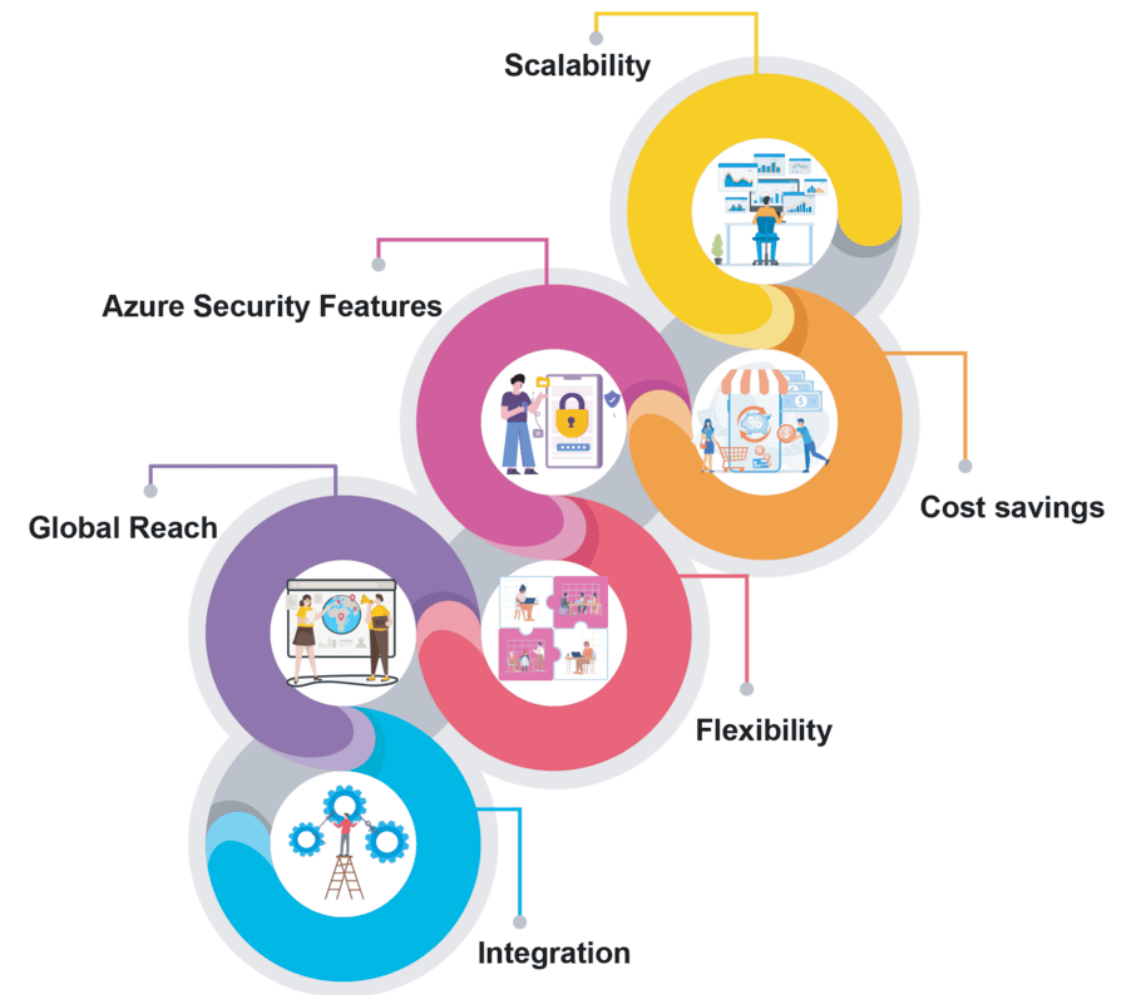 Scalability
Azure Security Features
Cost savings
Global Reach
Flexibility
Integration